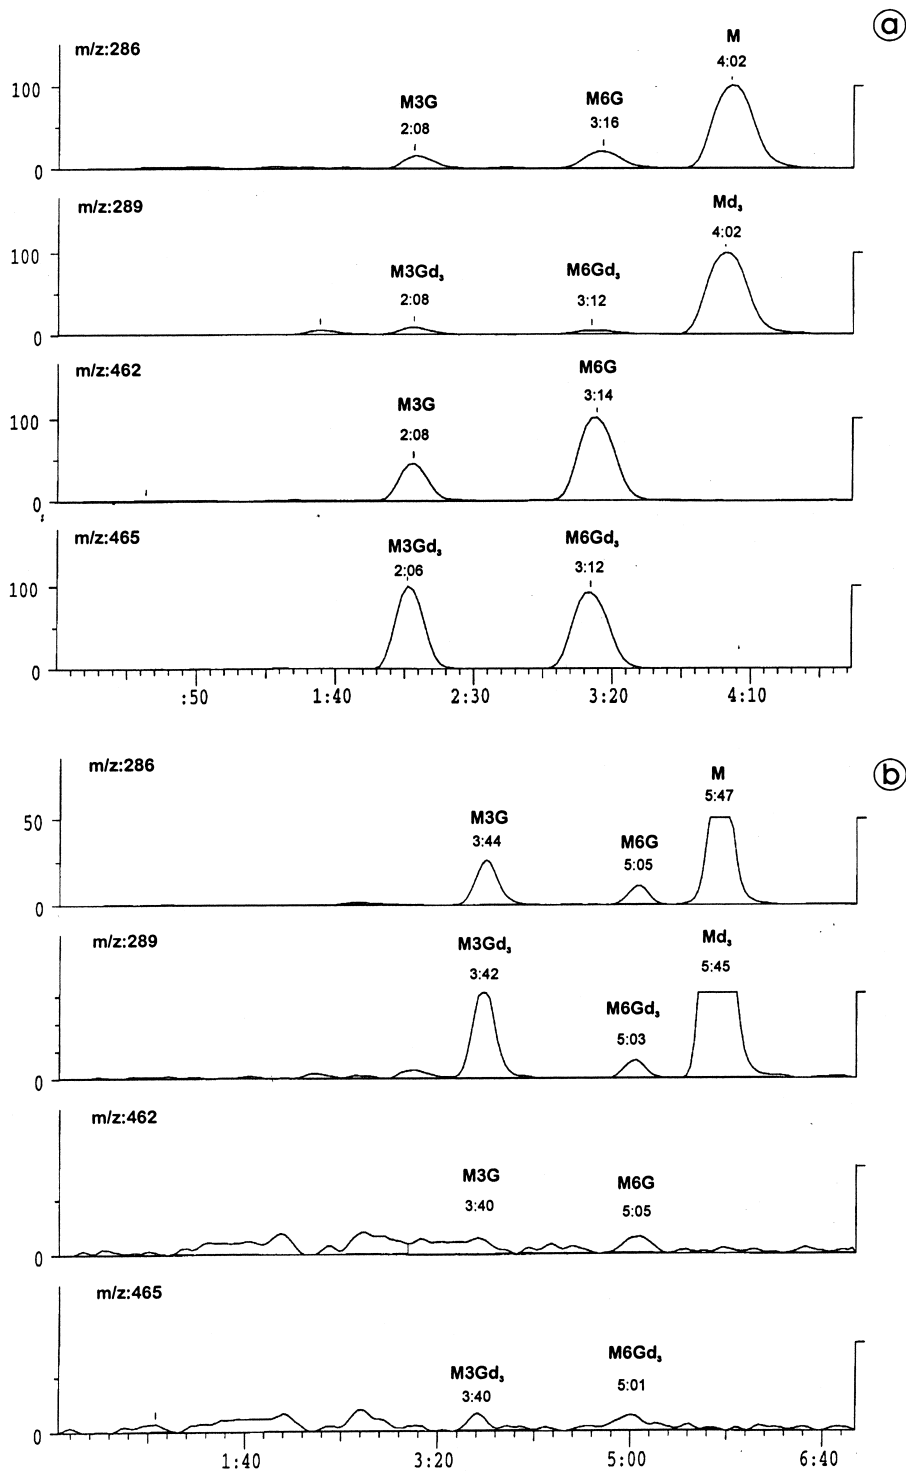 a
m/z:286
M
4:02
M3G
2:08
M6G
3:16
100
0
m/z:289
Md₃
4:02
M3Gd₃
2:08
M6Gd₃
3:12
100
0
m/z:462
M6G
3:14
M3G
2:08
100
0
m/z:465
M3Gd₃
2:06
M6Gd₃
3:12
100
0
:50 1:40 2:30 3:20 4:10
b
m/z:286
M
5:47
M3G
3:44
M6G
5:05
50
0
m/z:289
Md₃
5:45
M3Gd₃
3:42
M6Gd₃
5:03
0
m/z:462
M3G
3:40
M6G
5:05
0
m/z:465
M3Gd₃
3:40
M6Gd₃
5:01
0
1:40 3:20 5:00 6:40